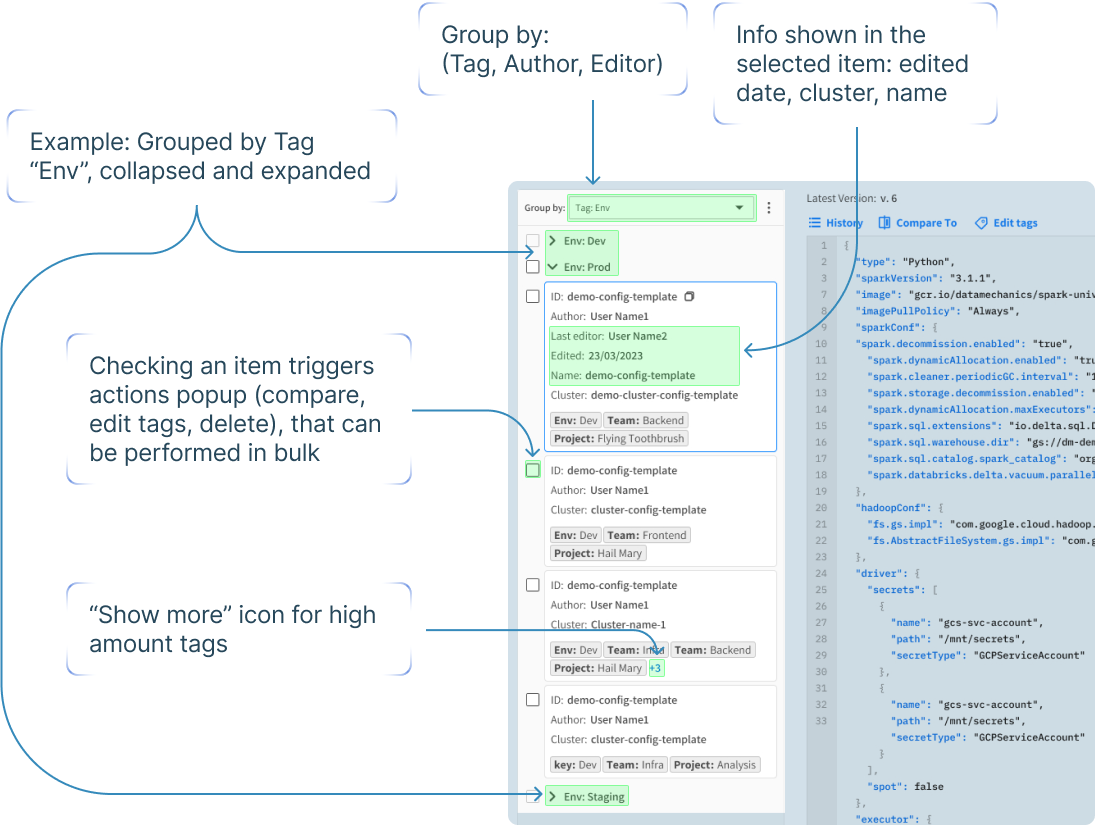 Group by:
(Tag, Author, Editor)
Info shown in the
selected item: edited
date, cluster, name
Example: Grouped by Tag
“Env”, collapsed and expanded
Checking an item triggers
actions popup (compare,
edit tags, delete), that can
be performed in bulk
“Show more” icon for high
amount tags
Group by: Tag: Env
Env: Dev
Env: Prod
ID: demo-config-template
Author: User Name1
Last editor: User Name2
Edited: 23/03/2023
Name: demo-config-template
Cluster: demo-cluster-config-template
Env: Dev Team: Backend
Project: Flying Toothbrush
ID: demo-config-template
Author: User Name1
Cluster: cluster-config-template
Env: Dev Team: Frontend
Project: Hail Mary
ID: demo-config-template
Author: User Name1
Cluster: Cluster-name-1
Env: Dev Team: Infra Team: Backend
Project: Hail Mary +3
ID: demo-config-template
Author: User Name1
Cluster: cluster-config-template
key: Dev Team: Infra Project: Analysis
Env: Staging
Latest Version: v. 6
History Compare To Edit tags
1 {
2 "type": "Python",
3 "sparkVersion": "3.1.1",
4 "image": "gcr.io/datamechanics/spark-univ
5 "imagePullPolicy": "Always",
6 "sparkConf": {
10 "spark.decommission.enabled": "true",
11 "spark.dynamicAllocation.enabled": "tru
12 "spark.cleaner.periodicGC.interval": "1
13 "spark.storage.decommission.enabled": "
14 "spark.dynamicAllocation.maxExecutors":
15 "spark.sql.extensions": "io.delta.sql.D
16 "spark.sql.warehouse.dir": "gs://dm-dem
17 "spark.sql.catalog.spark_catalog": "org
18 "spark.databricks.delta.vacuum.parallel
19 },
20 "hadoopConf": {
21 "fs.gs.impl": "com.google.cloud.hadoop.
22 "fs.AbstractFileSystem.gs.impl": "com.g
23 },
24 "driver": {
25 "secrets": [
26 {
27 "name": "gcs-svc-account",
28 "path": "/mnt/secrets",
29 "secretType": "GCPServiceAccount"
30 },
31 {
32 "name": "gcs-svc-account",
33 "path": "/mnt/secrets",
"secretType": "GCPServiceAccount"
}
],
"spot": false
},
"executor": {